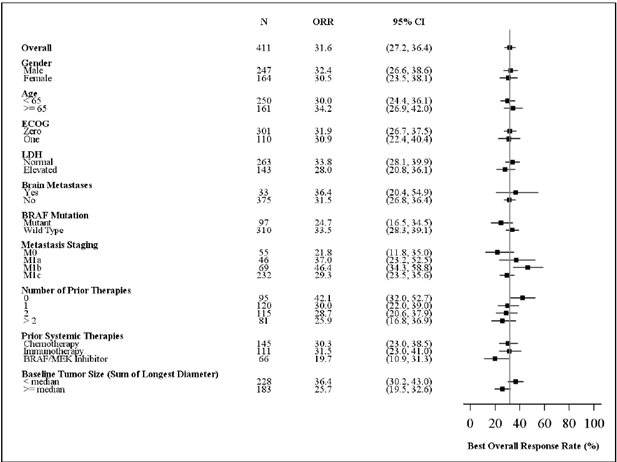 N ORR 95% CI
Overall 411 31.6 (27.2, 36.4)
Gender
Male 247 32.4 (26.6, 38.6)
Female 164 30.5 (23.5, 38.1)
Age
< 65 250 30.0 (24.4, 36.1)
>= 65 161 34.2 (26.9, 42.0)
ECOG
Zero 301 31.9 (26.7, 37.5)
One 110 30.9 (22.4, 40.4)
LDH
Normal 263 33.8 (28.1, 39.9)
Elevated 143 28.0 (20.8, 36.1)
Brain Metastases
Yes 33 36.4 (20.4, 54.9)
No 375 31.5 (26.8, 36.4)
BRAF Mutation
Mutant 97 24.7 (16.5, 34.5)
Wild Type 310 33.5 (28.3, 39.1)
Metastasis Staging
M0 55 21.8 (11.8, 35.0)
M1a 46 37.0 (23.2, 52.5)
M1b 69 46.4 (34.3, 58.8)
M1c 232 29.3 (23.5, 35.6)
Number of Prior Therapies
0 95 42.1 (32.0, 52.7)
1 120 30.0 (22.0, 39.0)
2 115 28.7 (20.6, 37.9)
> 2 81 25.9 (16.8, 36.9)
Prior Systemic Therapies
Chemotherapy 145 30.3 (23.0, 38.5)
Immunotherapy 111 31.5 (23.0, 41.0)
BRAF/MEK Inhibitor 66 19.7 (10.9, 31.3)
Baseline Tumor Size (Sum of Longest Diameter)
< median 228 36.4 (30.2, 43.0)
>= median 183 25.7 (19.5, 32.6)
0 20 40 60 80 100
Best Overall Response Rate (%)